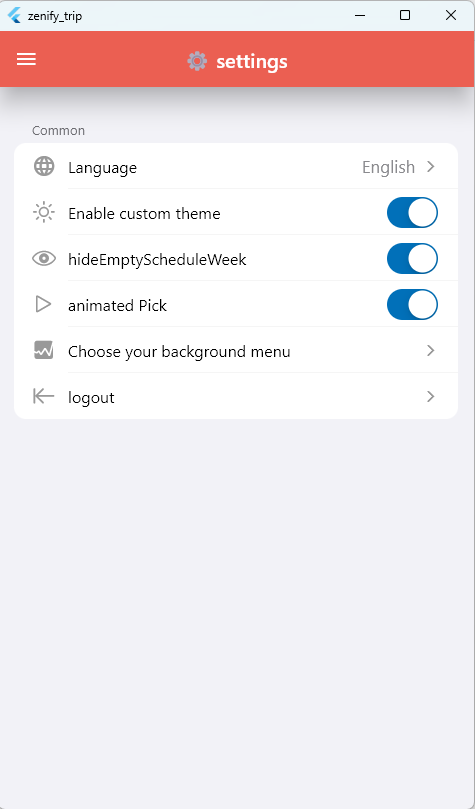 zenify_trip
settings
Common
Language English
Enable custom theme
hideEmptyScheduleWeek
animated Pick
Choose your background menu
logout